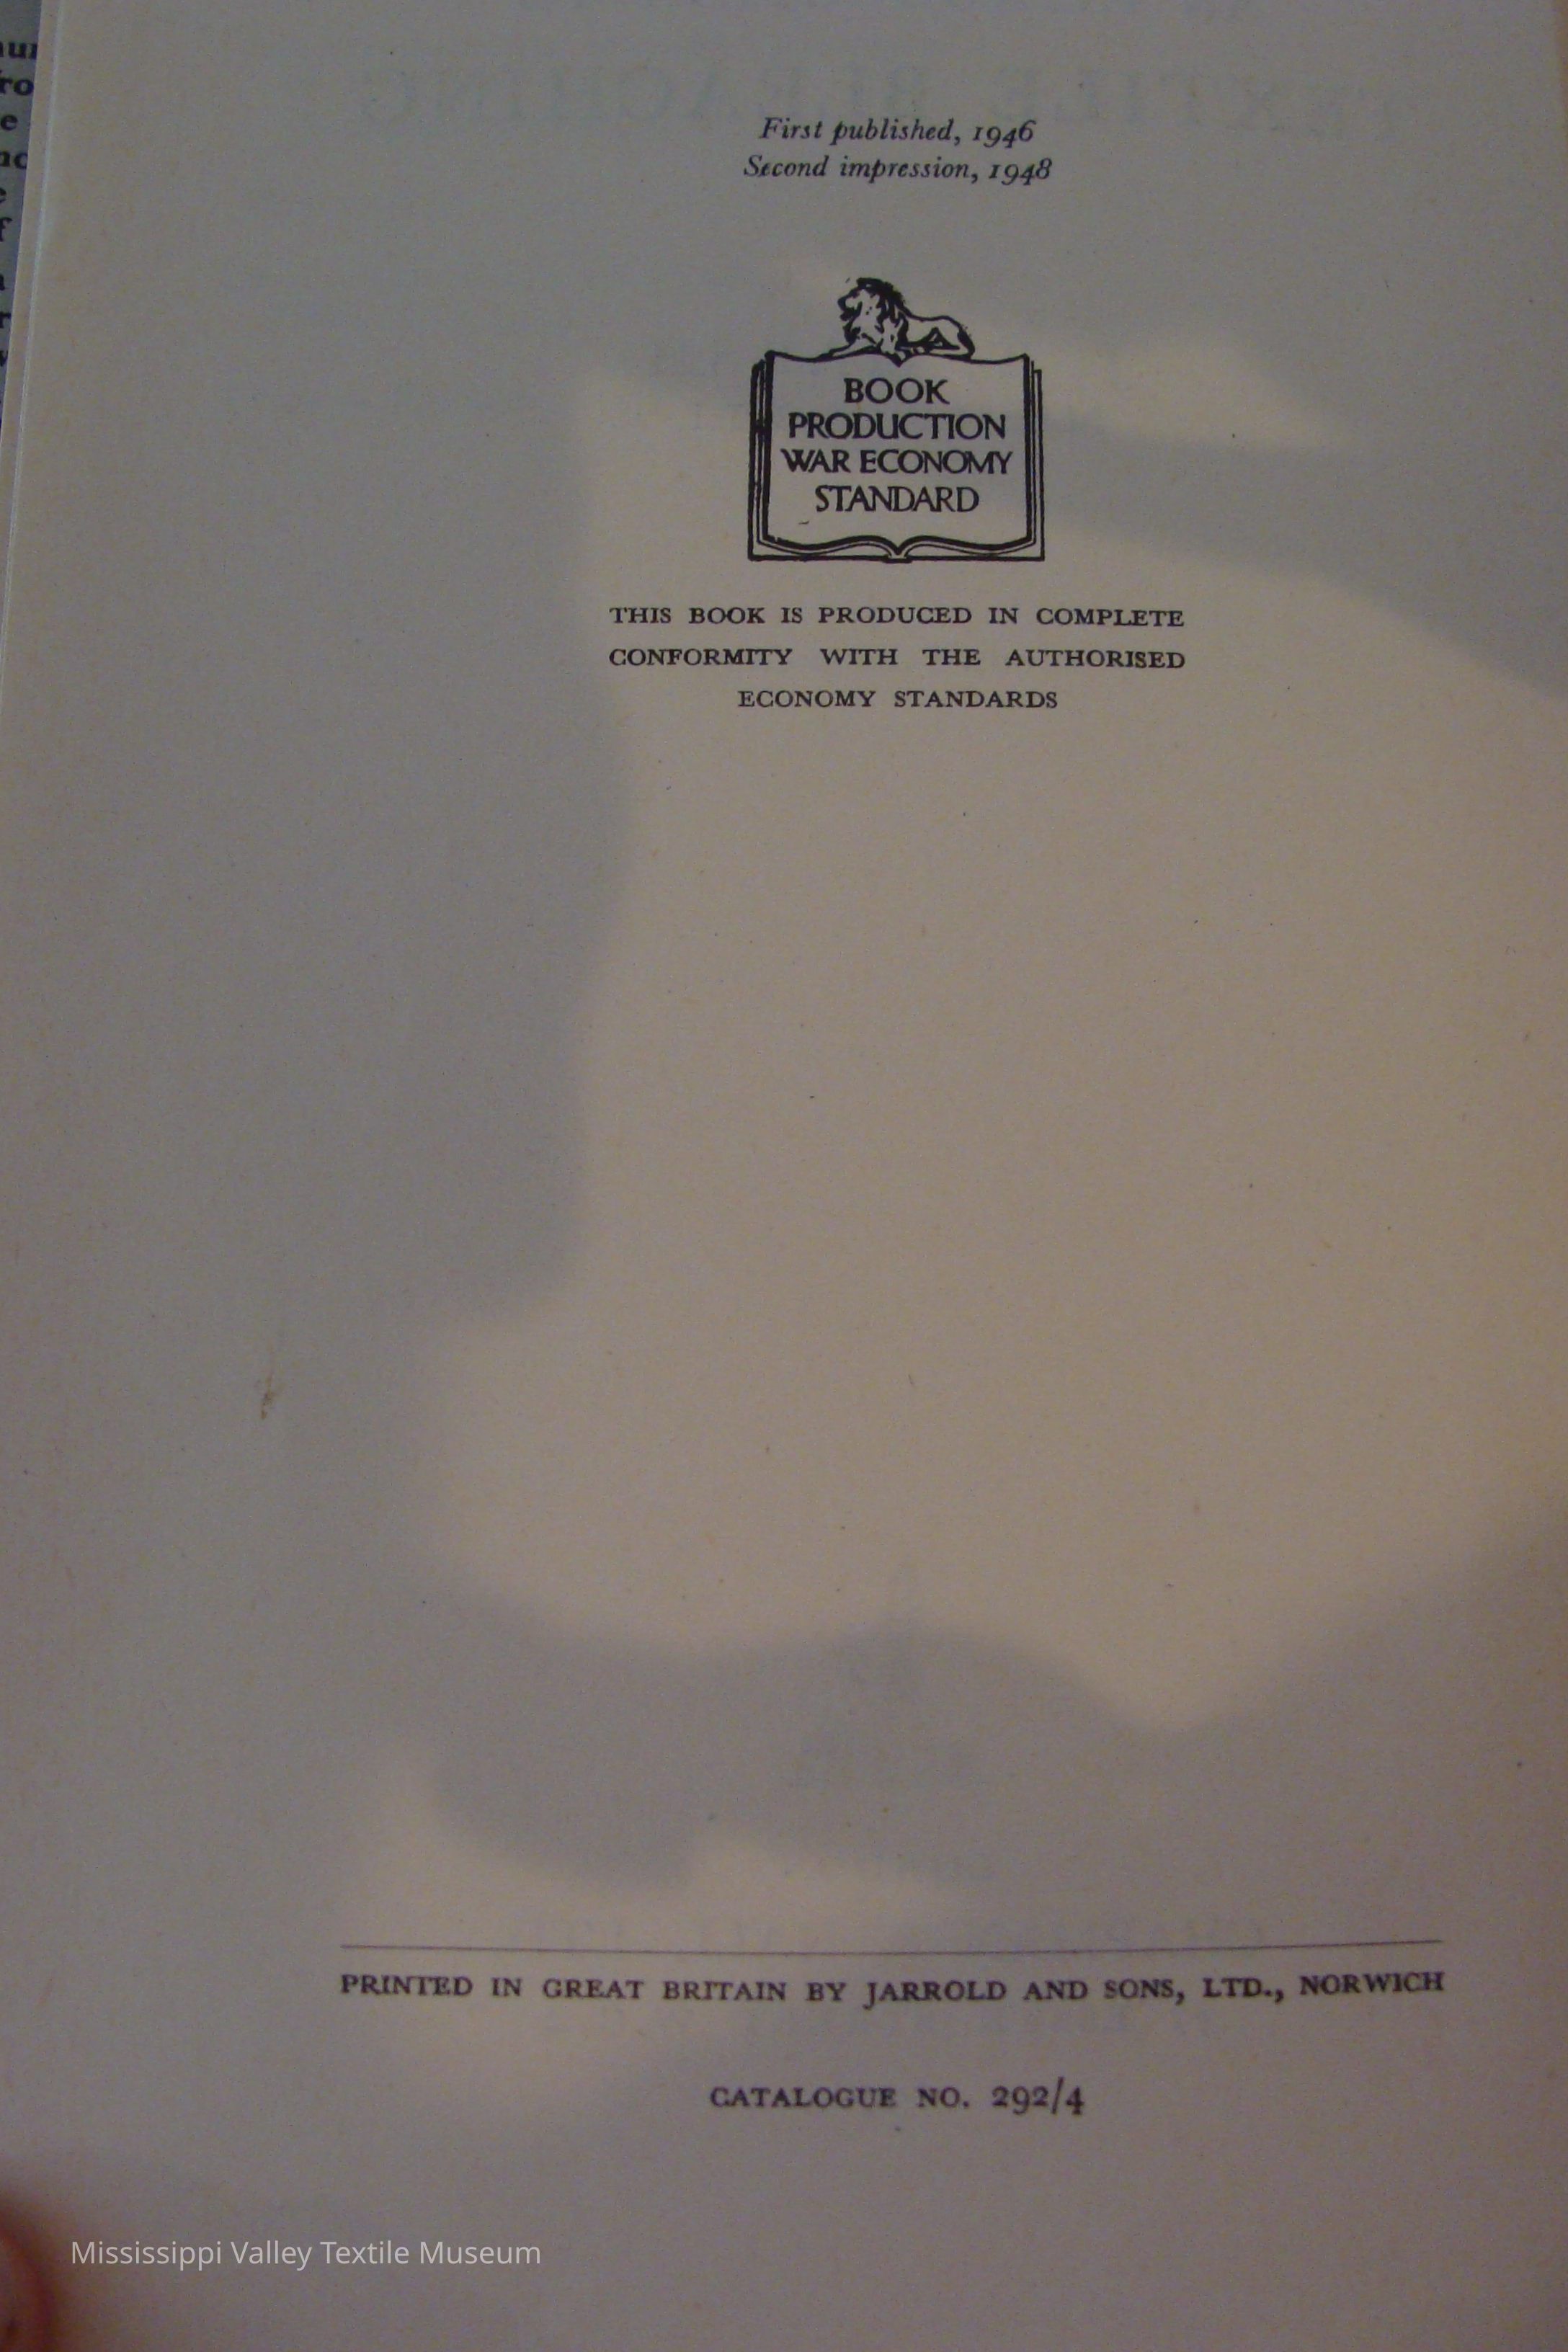 First published, 1946
Second impression, 1948
BOOK
PRODUCTION
WAR ECONOMY
STANDARD
THIS BOOK IS PRODUCED IN COMPLETE
CONFORMITY WITH THE AUTHORISED
ECONOMY STANDARDS
PRINTED IN GREAT BRITAIN BY JARROLD AND SONS, LTD., NORWICH
CATALOGUE NO. 292/4
Mississippi Valley Textile Museum